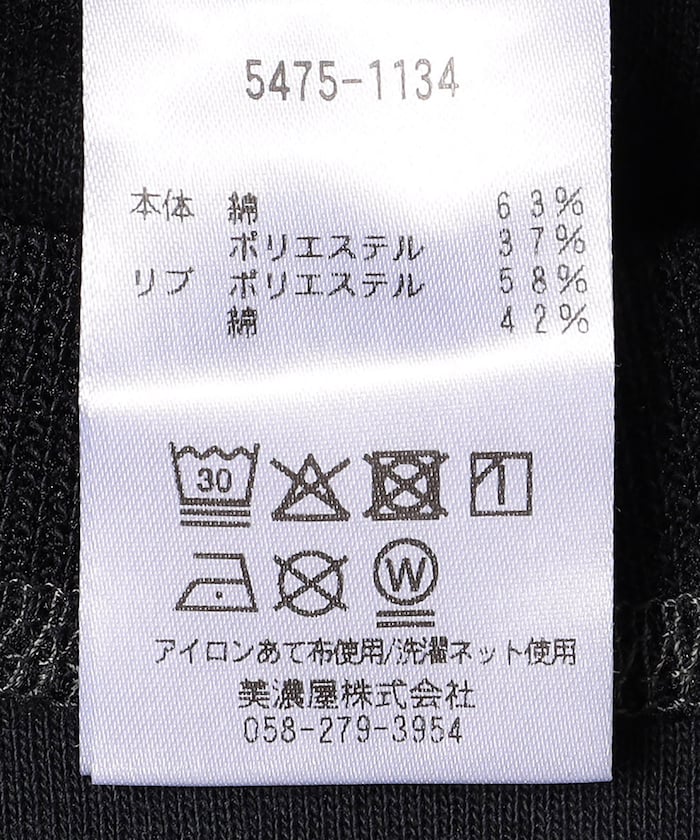 5475-1134
本体 綿 63%
ポリエステル 37%
リブ ポリエステル 58%
綿 42%
30
W
アイロンあて布使用/洗濯ネット使用
美濃屋株式会社
058-279-3954